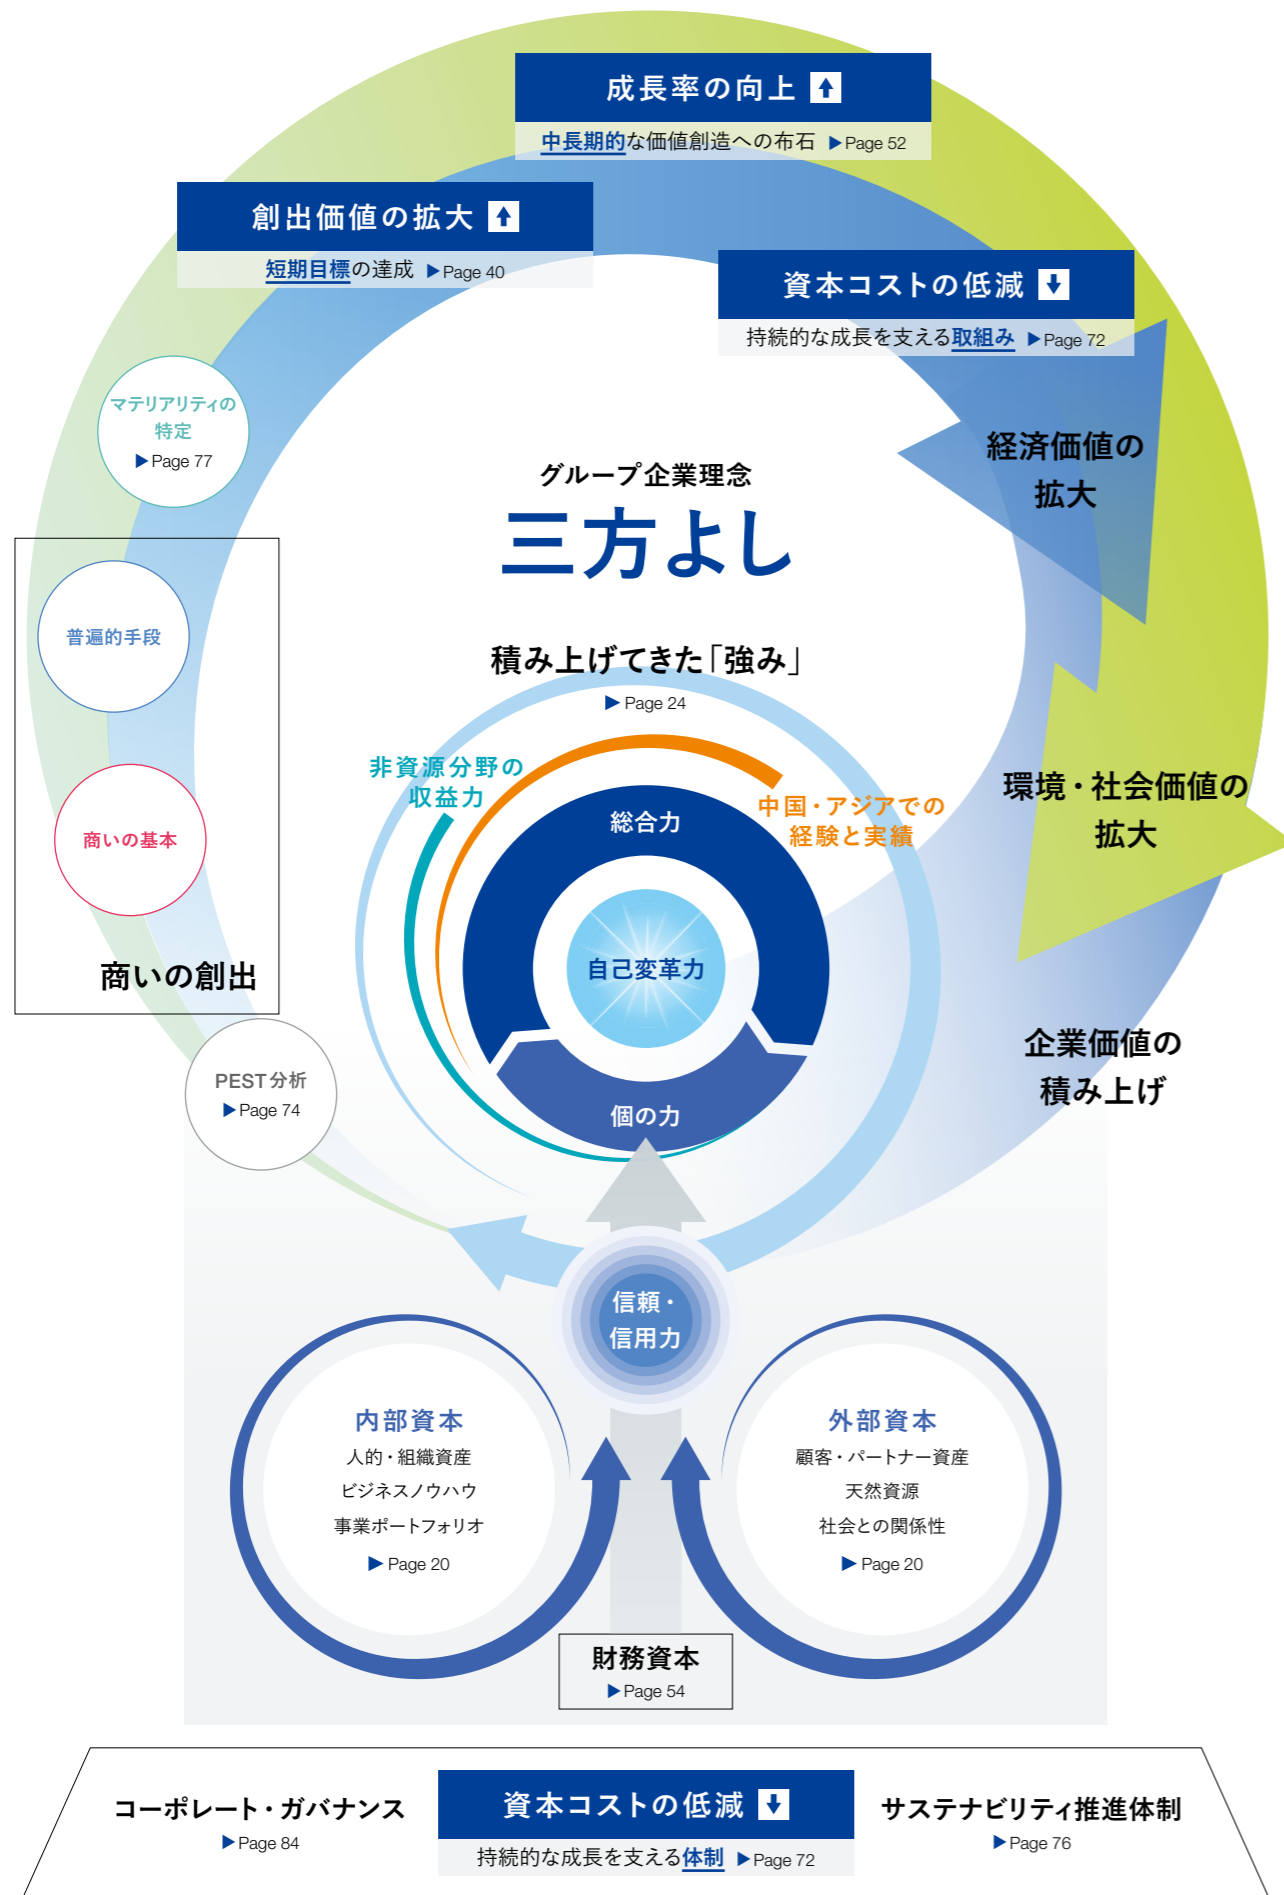 成長率の向上
中長期的な価値創造への布石 ▶Page 52
創出価値の拡大
短期目標の達成 ▶Page 40
資本コストの低減
持続的な成長を支える取組み ▶Page 72
マテリアリティの
特定
▶Page 77
経済価値の
拡大
グループ企業理念
三方よし
普遍的手段
商いの基本
商いの創出
積み上げてきた「強み」
▶ Page 24
非資源分野の
収益力
中国・アジアでの
経験と実績
総合力
自己変革力
個の力
環境・社会価値の
拡大
企業価値の
積み上げ
PEST分析
▶Page 74
信頼・
信用力
内部資本
人的・組織資産
ビジネスノウハウ
事業ポートフォリオ
▶ Page 20
外部資本
顧客・パートナー資産
天然資源
社会との関係性
▶ Page 20
財務資本
▶Page 54
コーポレート・ガバナンス
▶Page 84
資本コストの低減
持続的な成長を支える体制 ▶Page 72
サステナビリティ推進体制
▶Page 76